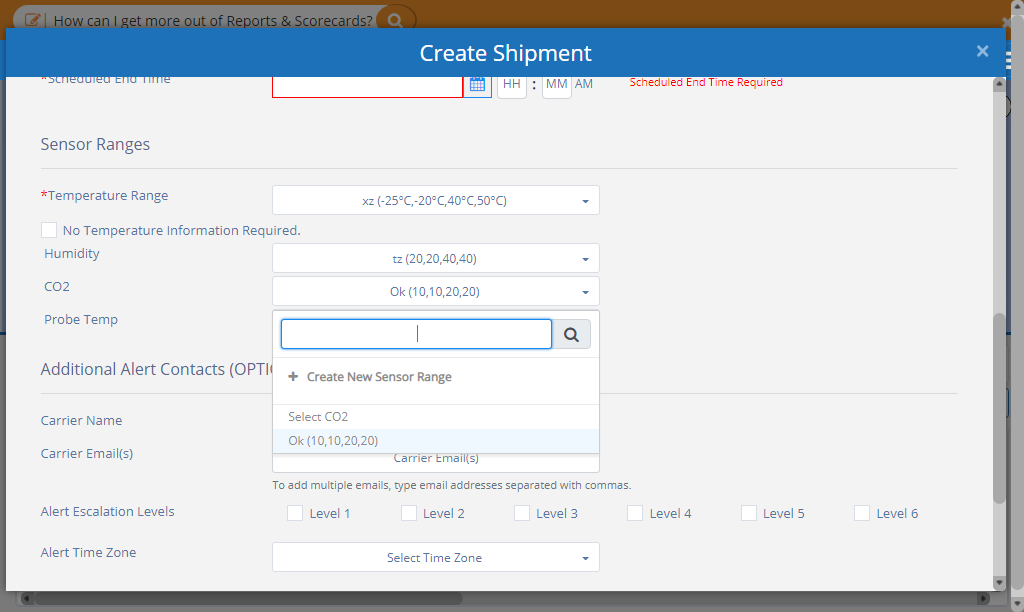 How can I get more out of Reports & Scorecards?
Create Shipment
×
*Scheduled End Time
HH : MM AM
Scheduled End Time Required
Sensor Ranges
*Temperature Range
xz (-25°C,-20°C,40°C,50°C)
No Temperature Information Required.
Humidity
tz (20,20,40,40)
CO2
Ok (10,10,20,20)
Probe Temp
+ Create New Sensor Range
Additional Alert Contacts (OPTI
Select CO2
Carrier Name
Ok (10,10,20,20)
Carrier Email(s)
Carrier Email(s)
To add multiple emails, type email addresses separated with commas.
Alert Escalation Levels
Level 1 Level 2 Level 3 Level 4 Level 5 Level 6
Alert Time Zone
Select Time Zone